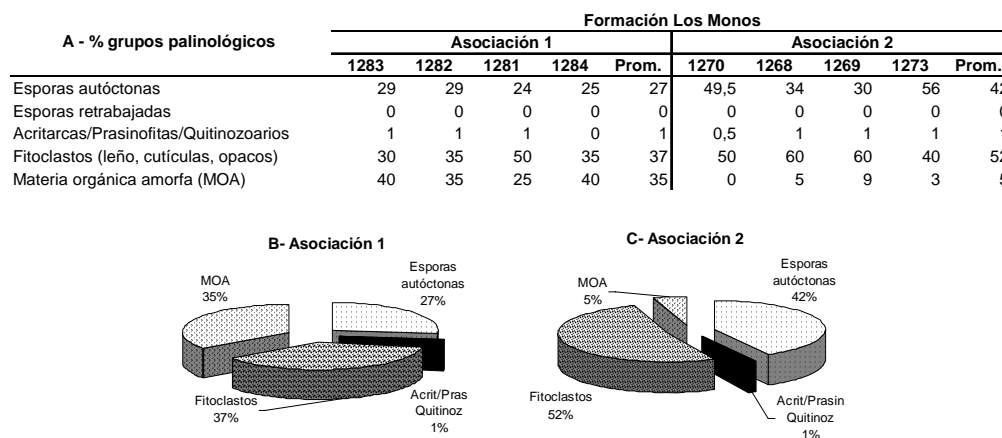 Formación Los Monos
A - % grupos palinológicos Asociación 1 Asociación 2
1283 1282 1281 1284 Prom. 1270 1268 1269 1273 Prom.
Esporas autóctonas 29 29 24 25 27 49,5 34 30 56 42
Esporas retrabajadas 0 0 0 0 0 0 0 0 0 0
Acritarcas/Prasinofitas/Quitinozoarios 1 1 1 0 1 0,5 1 1 1 1
Fitoclastos (leño, cutículas, opacos) 30 35 50 35 37 50 60 60 40 52
Materia orgánica amorfa (MOA) 40 35 25 40 35 0 5 9 3 5
B- Asociación 1
MOA
35%
Esporas
autóctonas
27%
Fitoclastos
37%
Acrit/Pras
Quitinoz
1%
C- Asociación 2
MOA
5%
Esporas
autóctonas
42%
Fitoclastos
52%
Acrit/Prasin
Quitinoz
1%